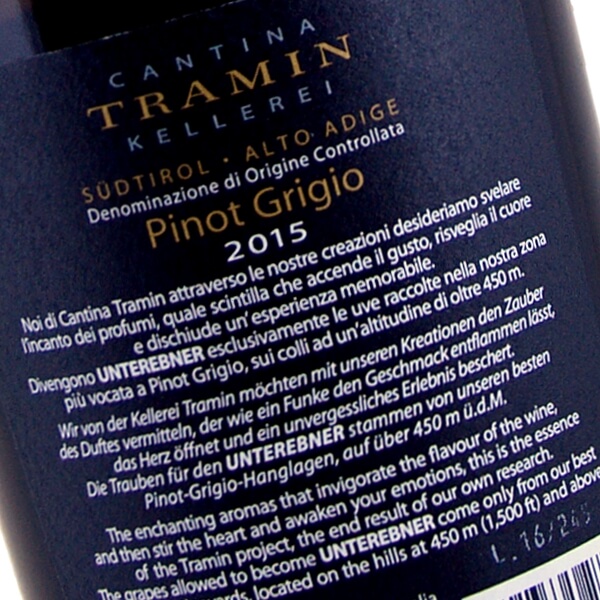 CANTINA
TRAMIN
KELLEREI
SÜDTIROL · ALTO ADIGE
Denominazione di Origine Controllata
Pinot Grigio
2015
Noi di Cantina Tramin attraverso le nostre creazioni desideriamo svelare
l'incanto dei profumi, quale scintilla che accende il gusto, risveglia il cuore
e dischiude un'esperienza memorabile.
Divengono UNTEREBNER esclusivamente le uve raccolte nella nostra zona
più vocata a Pinot Grigio, sui colli ad un'altitudine di oltre 450 m.
Wir von der Kellerei Tramin möchten mit unseren Kreationen den Zauber
des Duftes vermitteln, der wie ein Funke den Geschmack entflammen lässt,
das Herz öffnet und ein unvergessliches Erlebnis beschert.
Die Trauben für den UNTEREBNER stammen von unseren besten
Pinot-Grigio-Hanglagen, auf über 450 m ü.d.M.
The enchanting aromas that invigorate the flavour of the wine,
and then stir the heart and awaken your emotions, this is the essence
of the Tramin project, the end result of our own research.
The grapes allowed to become UNTEREBNER come only from our best
located on the hills at 450 m (1,500 ft) and above